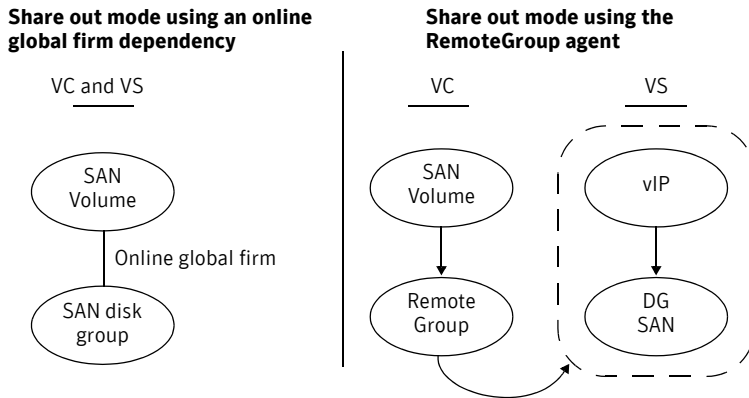 Share out mode using an online
global firm dependency
VC and VS
SAN
Volume
Online global firm
SAN disk
group
Share out mode using the
RemoteGroup agent
VC
VS
SAN
Volume
vIP
Remote
Group
DG
SAN